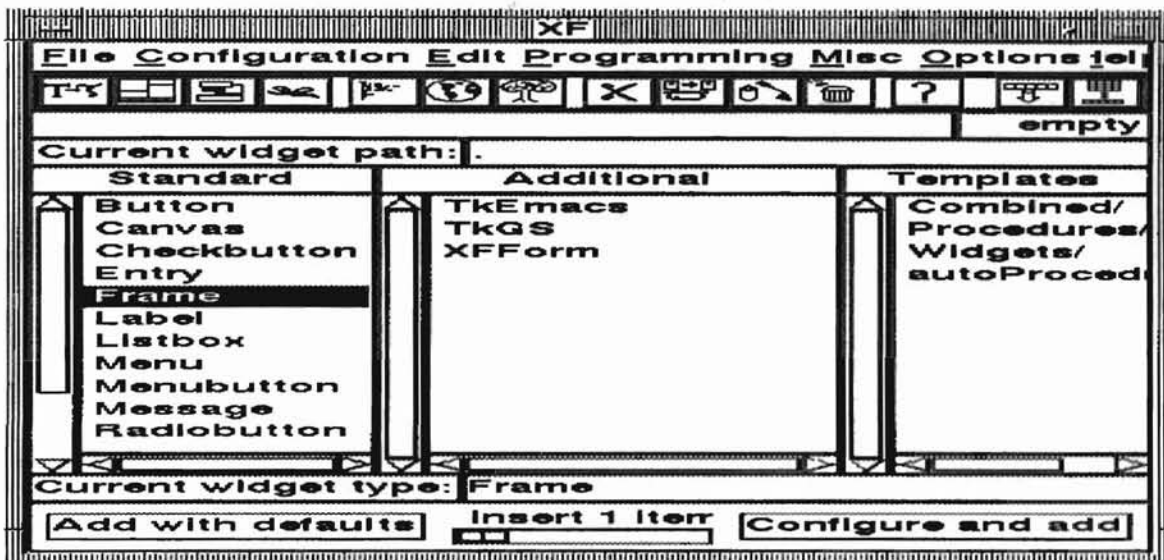 XF
File Configuration Edit Programming Misc Options
?
empty
Current widget path: .
Standard
Button
Canvas
Checkbutton
Entry
Frame
Label
Listbox
Menu
Menubutton
Message
Radiobutton
Additional
TkEmacs
TkGS
XFForm
Templates
Combined/
Procedures/
Widgets/
autoProced
Current widget type: Frame
Add with defaults
Insert 1 item
Configure and add